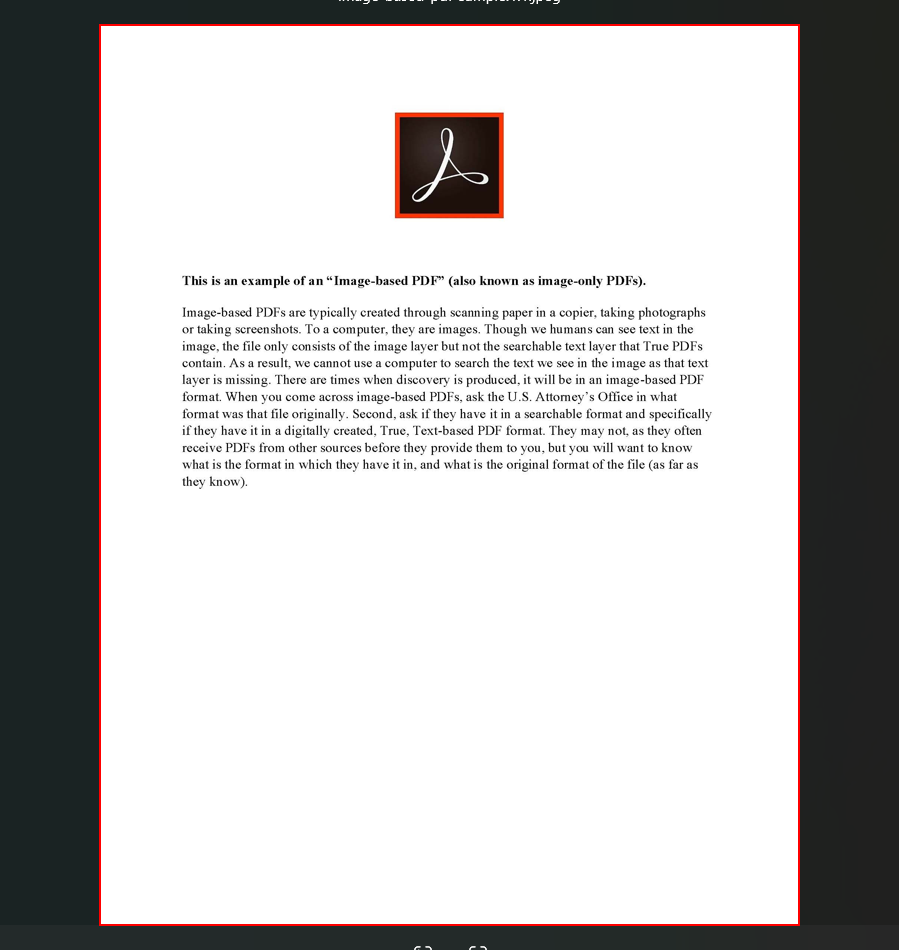 This is an example of an “Image-based PDF” (also known as image-only PDFs).
Image-based PDFs are typically created through scanning paper in a copier, taking photographs
or taking screenshots. To a computer, they are images. Though we humans can see text in the
image, the file only consists of the image layer but not the searchable text layer that True PDFs
contain. As a result, we cannot use a computer to search the text we see in the image as that text
layer is missing. There are times when discovery is produced, it will be in an image-based PDF
format. When you come across image-based PDFs, ask the U.S. Attorney’s Office in what
format was that file originally. Second, ask if they have it in a searchable format and specifically
if they have it in a digitally created, True, Text-based PDF format. They may not, as they often
receive PDFs from other sources before they provide them to you, but you will want to know
what is the format in which they have it in, and what is the original format of the file (as far as
they know).